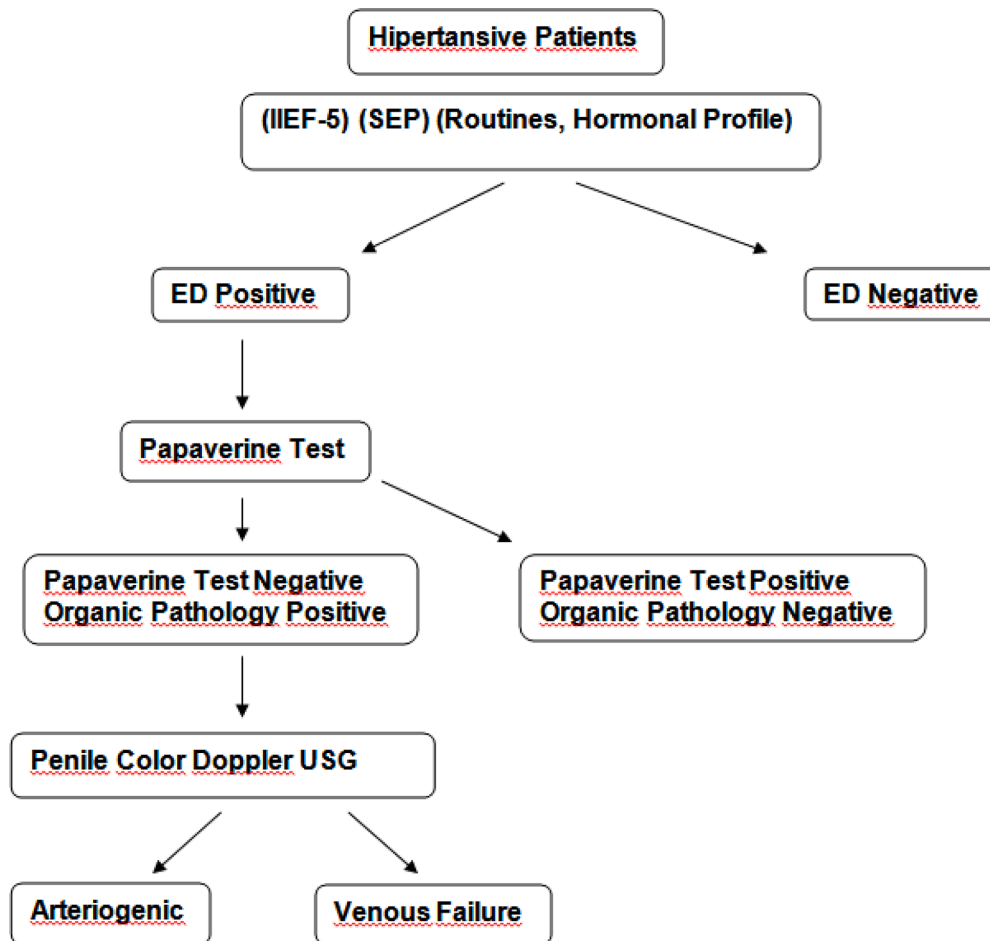 Hipertansive Patients
(IIEF-5) (SEP) (Routines, Hormonal Profile)
ED Positive
ED Negative
Papaverine Test
Papaverine Test Negative
Organic Pathology Positive
Papaverine Test Positive
Organic Pathology Negative
Penile Color Doppler USG
Arteriogenic
Venous Failure